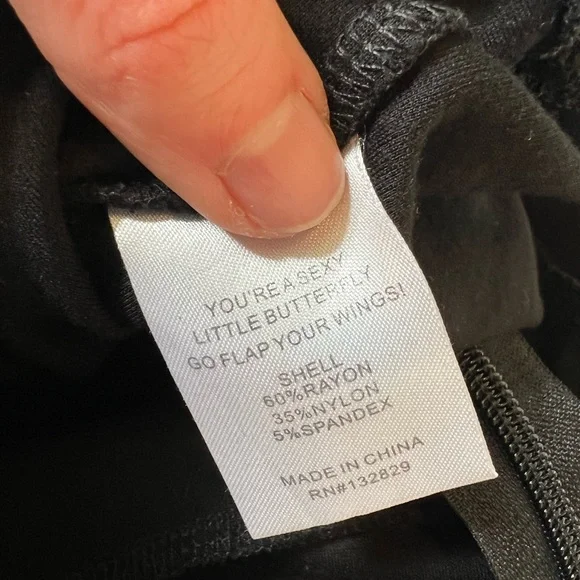 YOU'RE A SEXY
LITTLE BUTTERFLY
GO FLAP YOUR WINGS!
SHELL
60%RAYON
35%NYLON
5%SPANDEX
MADE IN CHINA
RN#132829